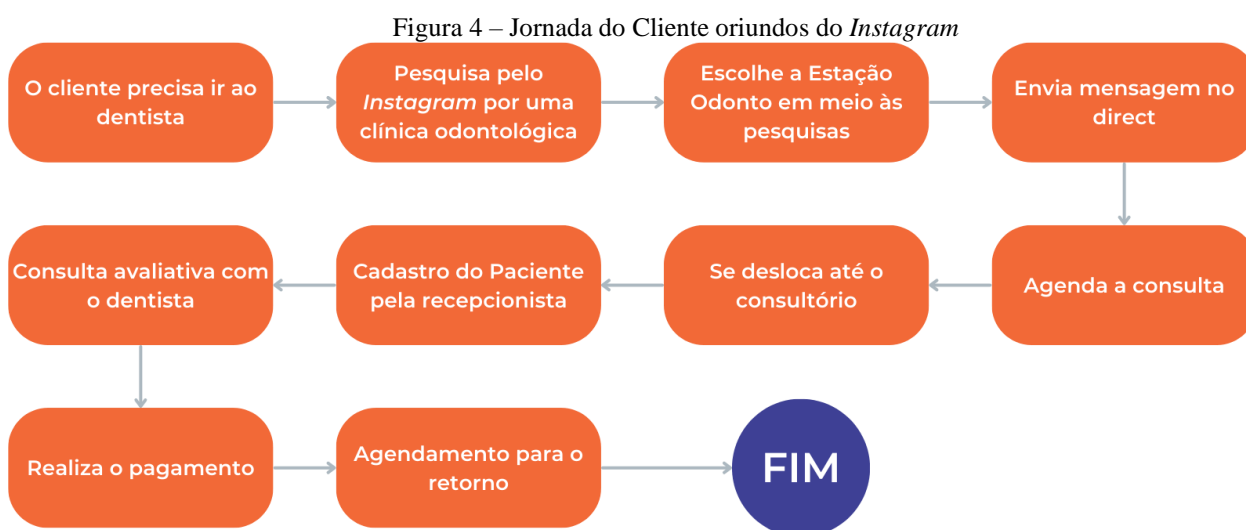 Figura 4 – Jornada do Cliente oriundos do Instagram
O cliente precisa ir ao
dentista
Pesquisa pelo
Instagram por uma
clínica odontológica
Escolhe a Estação
Odonto em meio às
pesquisas
Envia mensagem no
direct
Agenda a consulta
Se desloca até o
consultório
Cadastro do Paciente
pela recepcionista
Consulta avaliativa com
o dentista
Realiza o pagamento
Agendamento para o
retorno
FIM